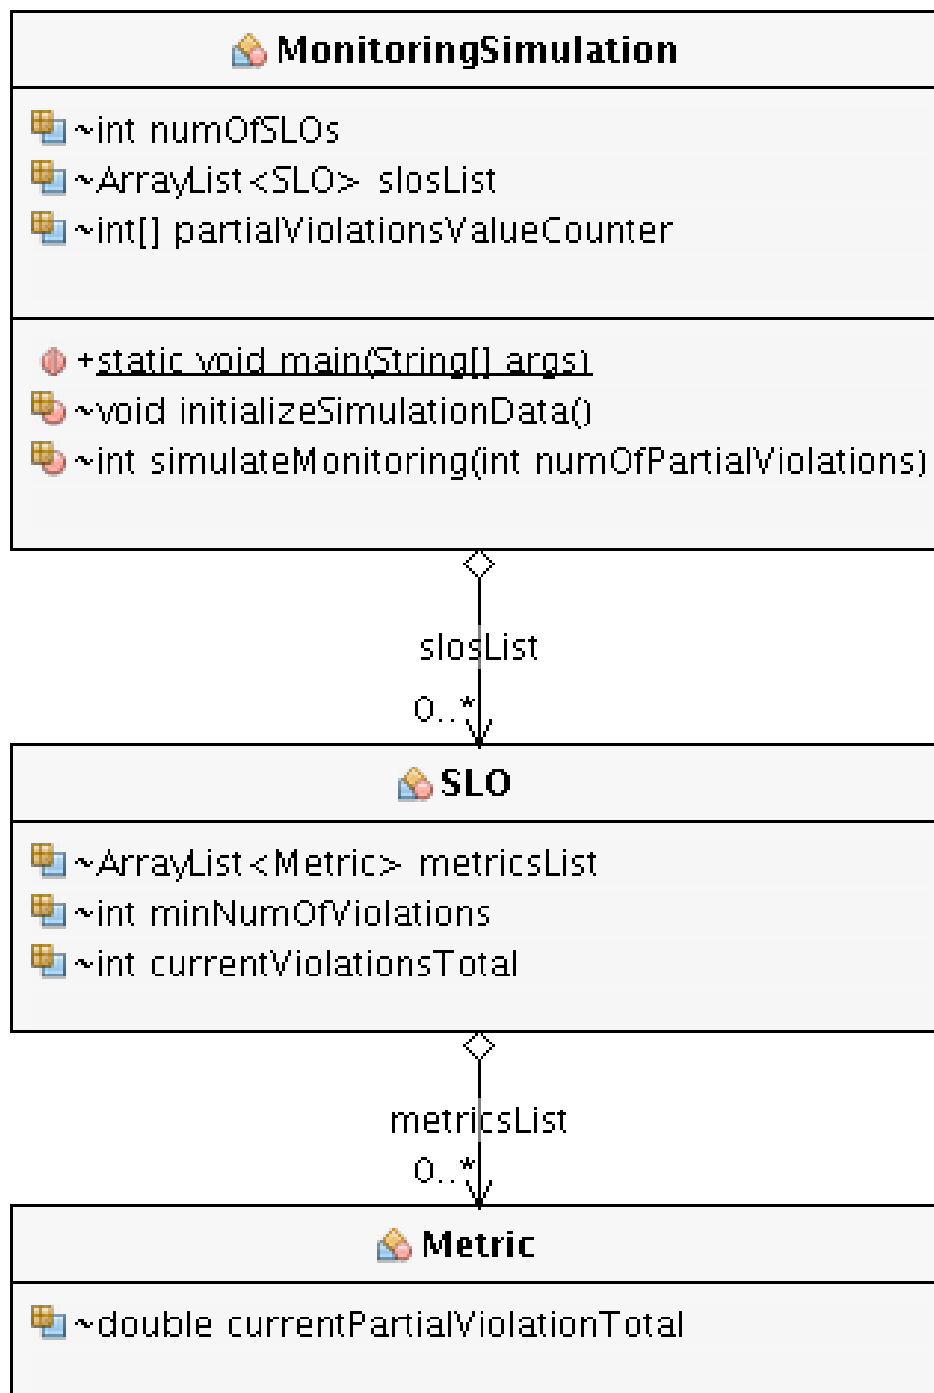 MonitoringSimulation
~int numOfSLOs
~ArrayList<SLO> slosList
~int[] partialViolationsValueCounter
+static void main(String[] args)
~void initializeSimulationData()
~int simulateMonitoring(int numOfPartialViolations)
slosList
0..*
SLO
~ArrayList<Metric> metricsList
~int minNumOfViolations
~int currentViolationsTotal
metricsList
0..*
Metric
~double currentPartialViolationTotal